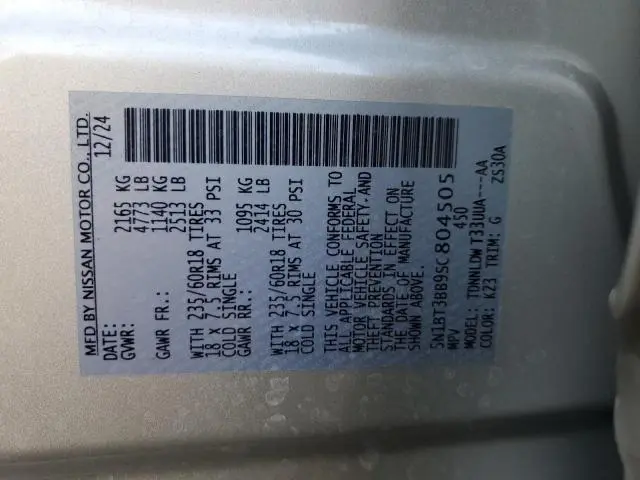 MFD BY NISSAN MOTOR CO., LTD.
DATE: 12/24
GVWR: 2165 KG
4773 LB
GAWR FR.: 1140 KG
2513 LB
WITH 235/60R18 TIRES
18 X 7.5 RIMS AT 33 PSI
COLD SINGLE
GAWR RR.: 1095 KG
2414 LB
WITH 235/60R18 TIRES
18 X 7.5 RIMS AT 30 PSI
COLD SINGLE
THIS VEHICLE CONFORMS TO
ALL APPLICABLE FEDERAL
MOTOR VEHICLE SAFETY,AND
THEFT PREVENTION
STANDARDS IN EFFECT ON
THE DATE OF MANUFACTURE
SHOWN ABOVE.
5N1BT3BB9SC804505
MPV 450
MODEL: TDNNLDW T33UUA---AA
COLOR: K23 TRIM: G ZS30A